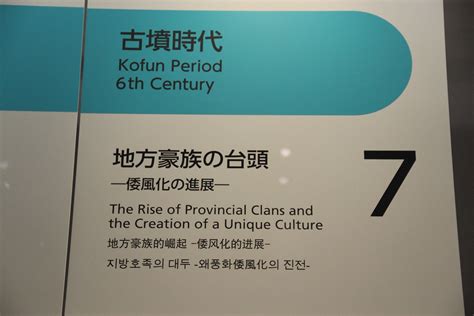 古墳時代
Kofun Period
6th Century
地方豪族の台頭
―倭風化の進展―
7
The Rise of Provincial Clans and
the Creation of a Unique Culture
地方豪族的崛起 -倭风化的进展-
지방호족의 대두 -왜풍화倭風化의 진전-